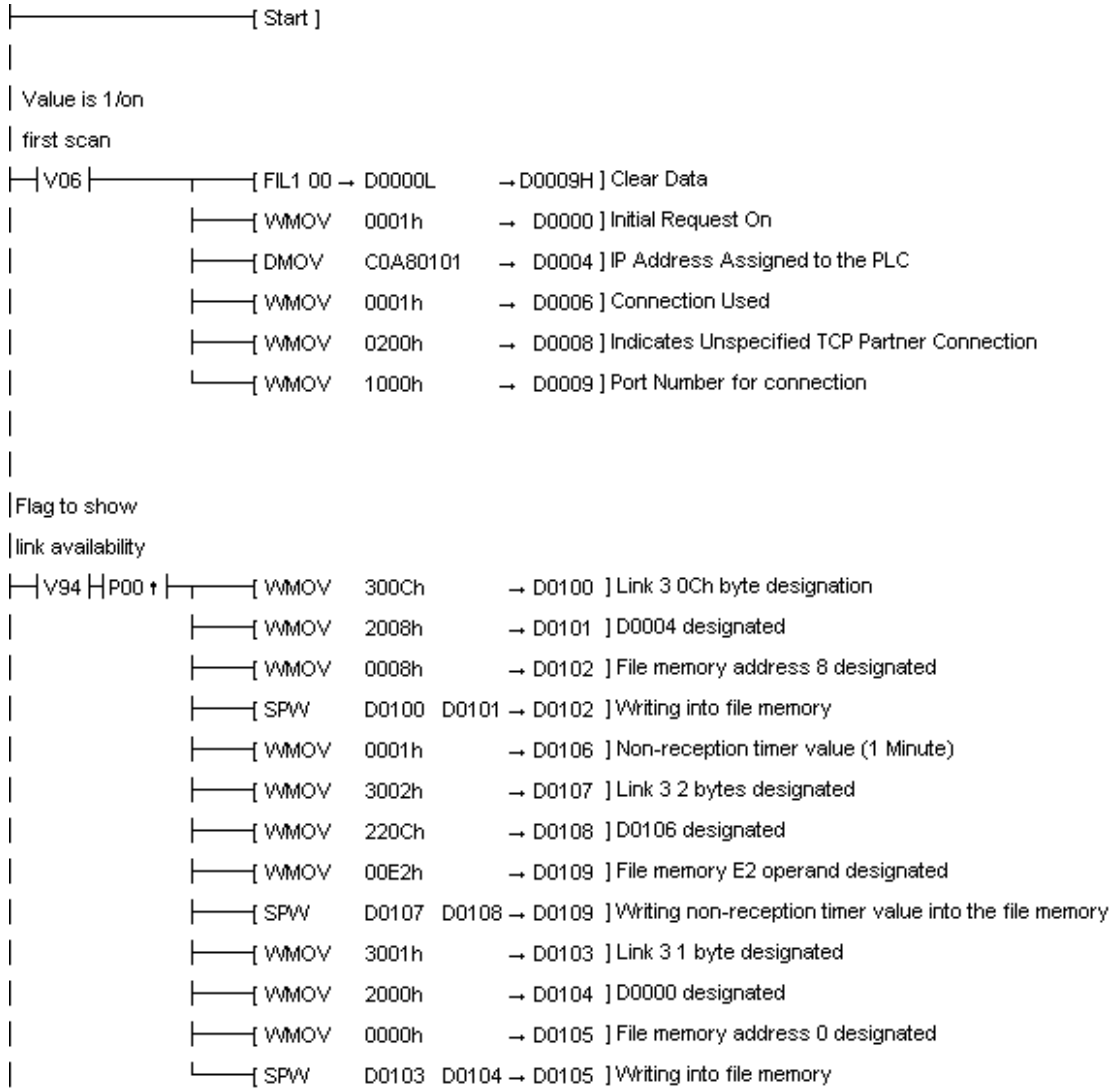 [ Start ]
Value is 1/on
first scan
V06 [ FIL1 00 → D0000L → D0009H ] Clear Data
[ WMOV 0001h → D0000 ] Initial Request On
[ DMOV C0A80101 → D0004 ] IP Address Assigned to the PLC
[ WMOV 0001h → D0006 ] Connection Used
[ WMOV 0200h → D0008 ] Indicates Unspecified TCP Partner Connection
[ WMOV 1000h → D0009 ] Port Number for connection
Flag to show
link availability
V94 P00 ↑ [ WMOV 300Ch → D0100 ] Link 3 0Ch byte designation
[ WMOV 2008h → D0101 ] D0004 designated
[ WMOV 0008h → D0102 ] File memory address 8 designated
[ SPW D0100 D0101 → D0102 ] Writing into file memory
[ WMOV 0001h → D0106 ] Non-reception timer value (1 Minute)
[ WMOV 3002h → D0107 ] Link 3 2 bytes designated
[ WMOV 220Ch → D0108 ] D0106 designated
[ WMOV 00E2h → D0109 ] File memory E2 operand designated
[ SPW D0107 D0108 → D0109 ] Writing non-reception timer value into the file memory
[ WMOV 3001h → D0103 ] Link 3 1 byte designated
[ WMOV 2000h → D0104 ] D0000 designated
[ WMOV 0000h → D0105 ] File memory address 0 designated
[ SPW D0103 D0104 → D0105 ] Writing into file memory